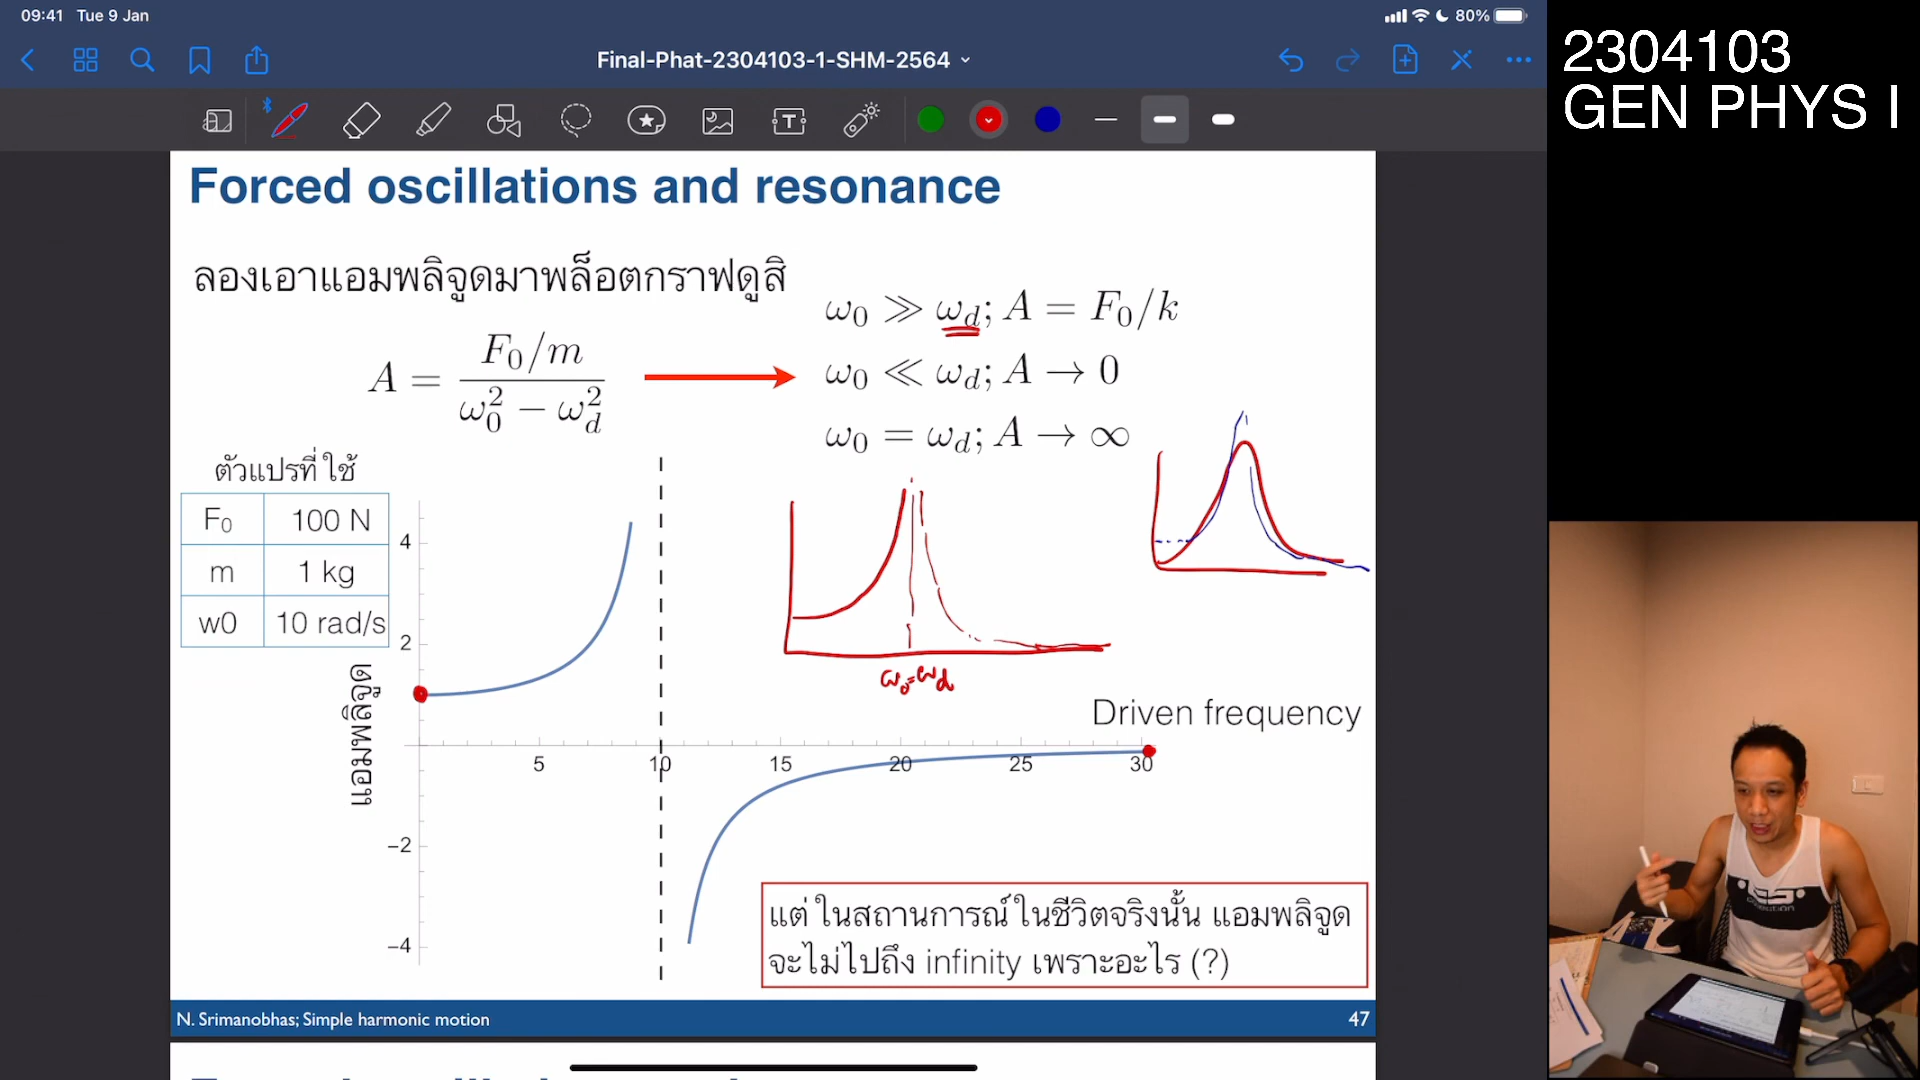 09:41 Tue 9 Jan
80%
Final-Phat-2304103-1-SHM-2564
2304103
GEN PHYS I
Forced oscillations and resonance
ลองเอาแอมพลิจูดมาพล็อตกราฟดูสิ
A = F₀/m / ω₀² − ω_d²
ω₀ ≫ ω_d; A = F₀/k
ω₀ ≪ ω_d; A → 0
ω₀ = ω_d; A → ∞
ตัวแปรที่ใช้
F₀ 100 N
m 1 kg
w0 10 rad/s
แอมพลิจูด
4
2
-2
-4
5 10 15 20 25 30
ω₀=ω_d
Driven frequency
แต่ในสถานการณ์ในชีวิตจริงนั้น แอมพลิจูด
จะไม่ไปถึง infinity เพราะอะไร (?)
N. Srimanobhas; Simple harmonic motion
47